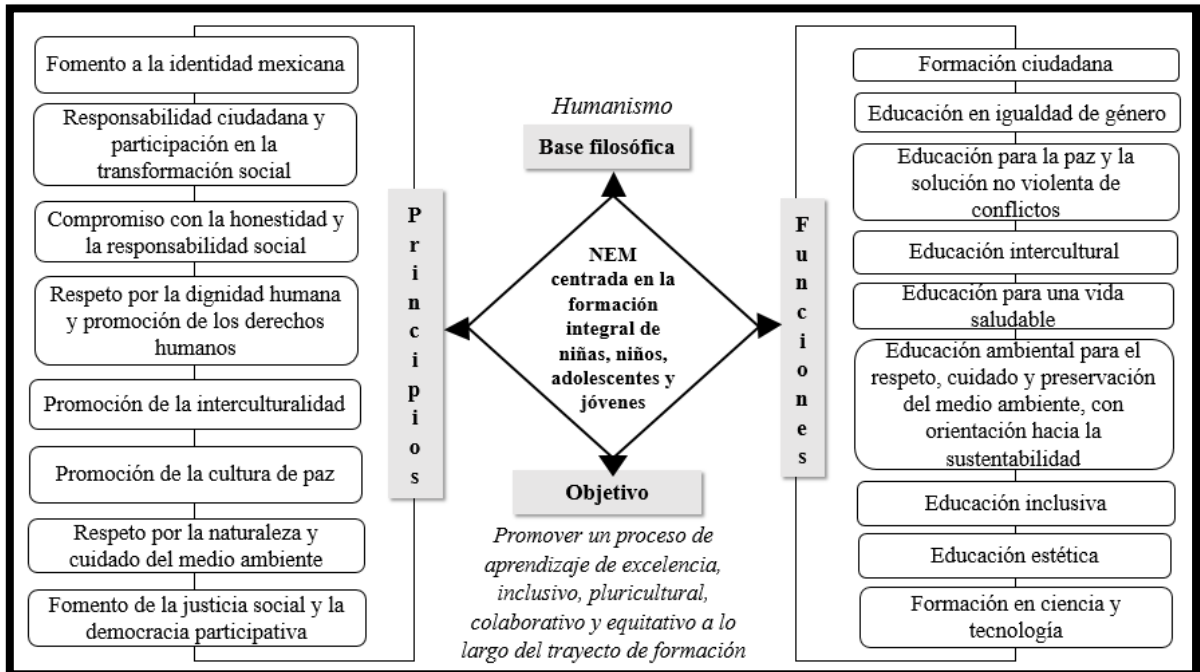 Fomento a la identidad mexicana
Responsabilidad ciudadana y
participación en la
transformación social
Compromiso con la honestidad y
la responsabilidad social
Respeto por la dignidad humana
y promoción de los derechos
humanos
Promoción de la interculturalidad
Promoción de la cultura de paz
Respeto por la naturaleza y
cuidado del medio ambiente
Fomento de la justicia social y la
democracia participativa
Principios
Humanismo
Base filosófica
NEM
centrada en la
formación
integral de
niñas, niños,
adolescentes y
jóvenes
Objetivo
Promover un proceso de
aprendizaje de excelencia,
inclusivo, pluricultural,
colaborativo y equitativo a lo
largo del trayecto de formación
Funciones
Formación ciudadana
Educación en igualdad de género
Educación para la paz y la
solución no violenta de
conflictos
Educación intercultural
Educación para una vida
saludable
Educación ambiental para el
respeto, cuidado y preservación
del medio ambiente, con
orientación hacia la
sustentabilidad
Educación inclusiva
Educación estética
Formación en ciencia y
tecnología